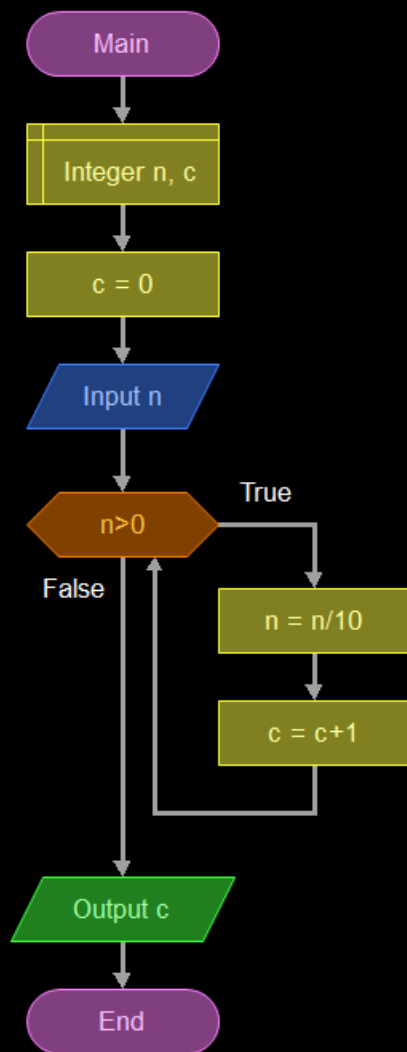 Main
Integer n, c
c = 0
Input n
n>0
True
False
n = n/10
c = c+1
Output c
End